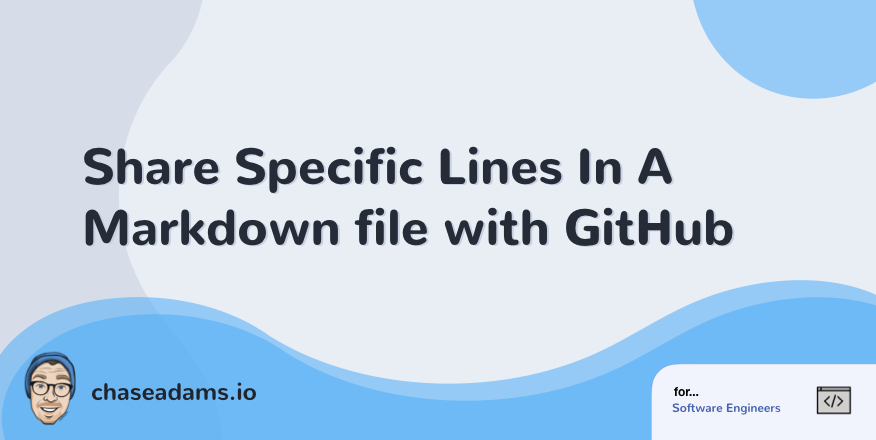 Share Specific Lines In A
Markdown file with GitHub
chaseadams.io
for...
Software Engineers
</>